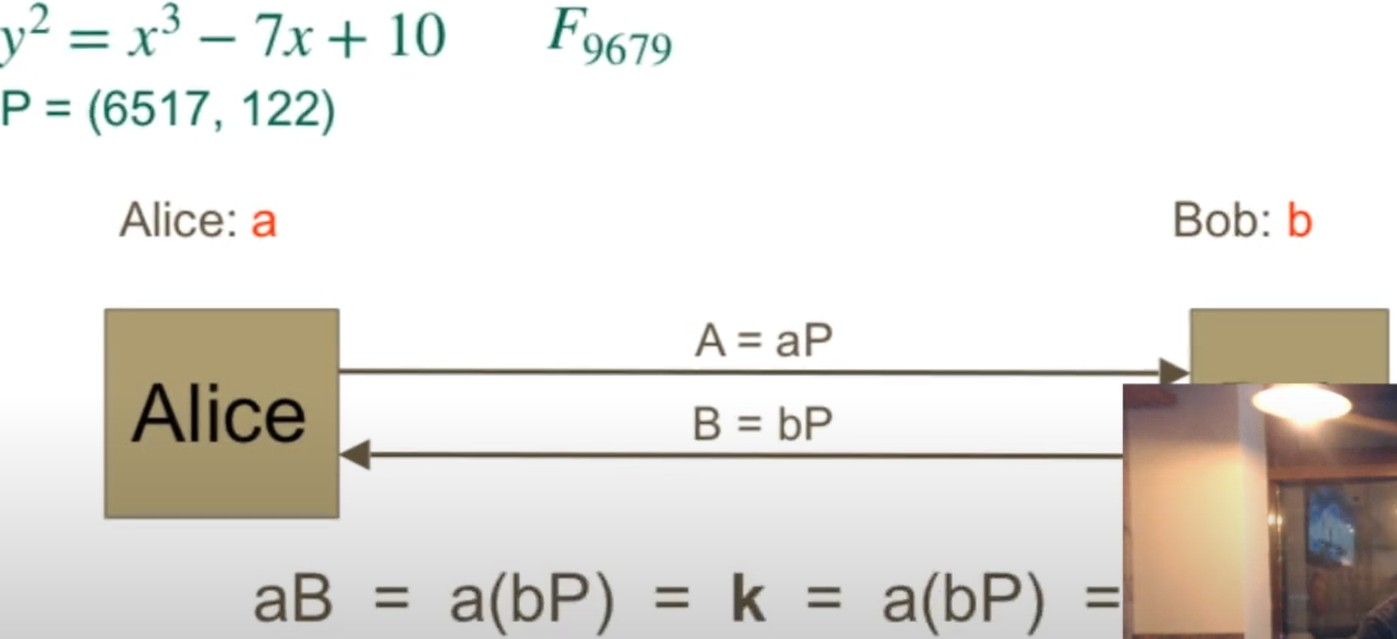 y² = x³ − 7x + 10 F₉₆₇₉
P = (6517, 122)
Alice: a Bob: b
A = aP
Alice
B = bP
aB = a(bP) = k = a(bP) =